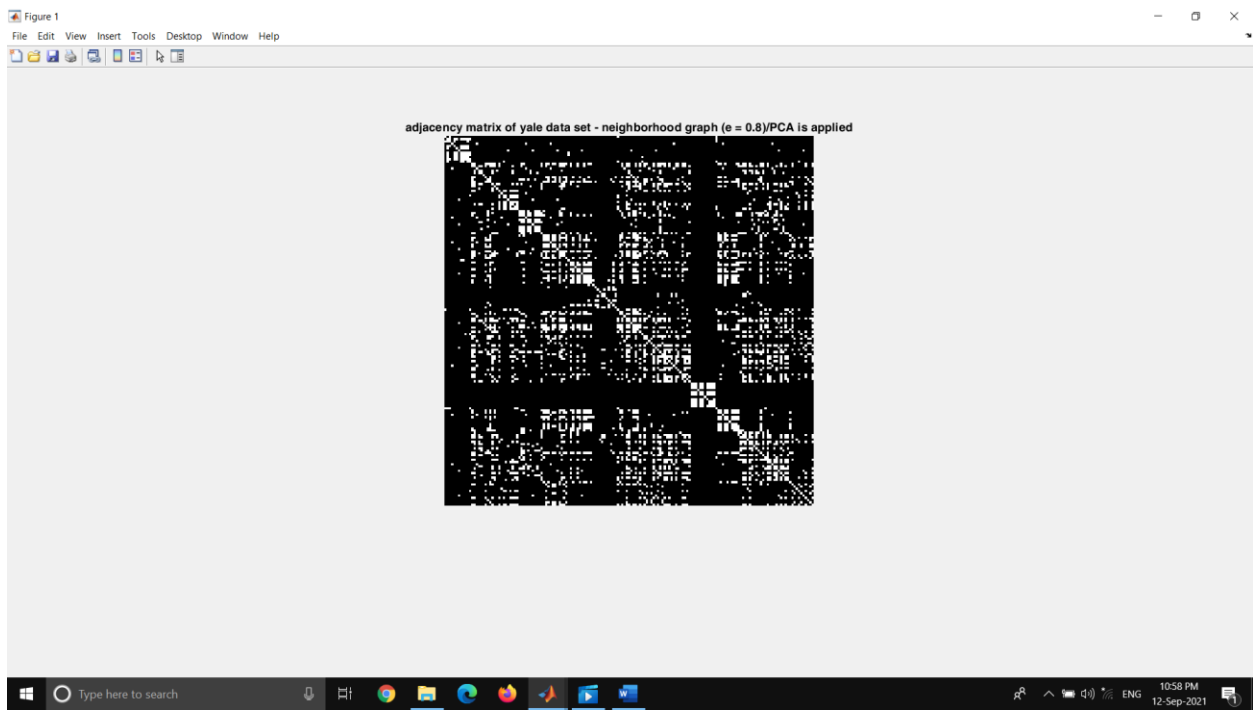 Figure 1
File Edit View Insert Tools Desktop Window Help
adjacency matrix of yale data set - neighborhood graph (e = 0.8)/PCA is applied
Type here to search
ENG
10:58 PM
12-Sep-2021
1